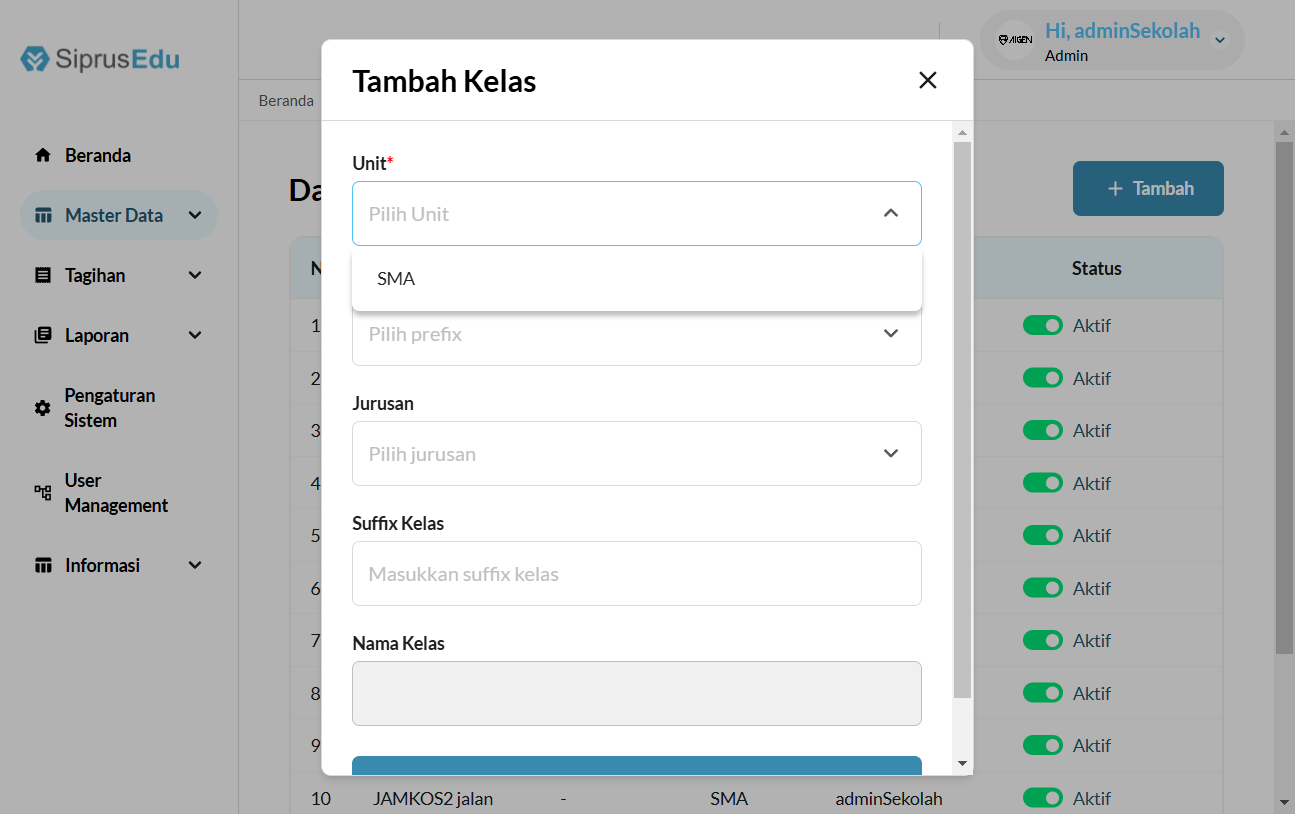 SiprusEdu
AIGEN
Hi, adminSekolah
Admin
Beranda
Beranda
Master Data
Tagihan
Laporan
Pengaturan
Sistem
User
Management
Informasi
Tambah Kelas
Unit*
Pilih Unit
SMA
Pilih prefix
Jurusan
Pilih jurusan
Suffix Kelas
Masukkan suffix kelas
Nama Kelas
+ Tambah
Status
1 Aktif
2 Aktif
3 Aktif
4 Aktif
5 Aktif
6 Aktif
7 Aktif
8 Aktif
9 Aktif
10 JAMKOS2 jalan - SMA adminSekolah Aktif